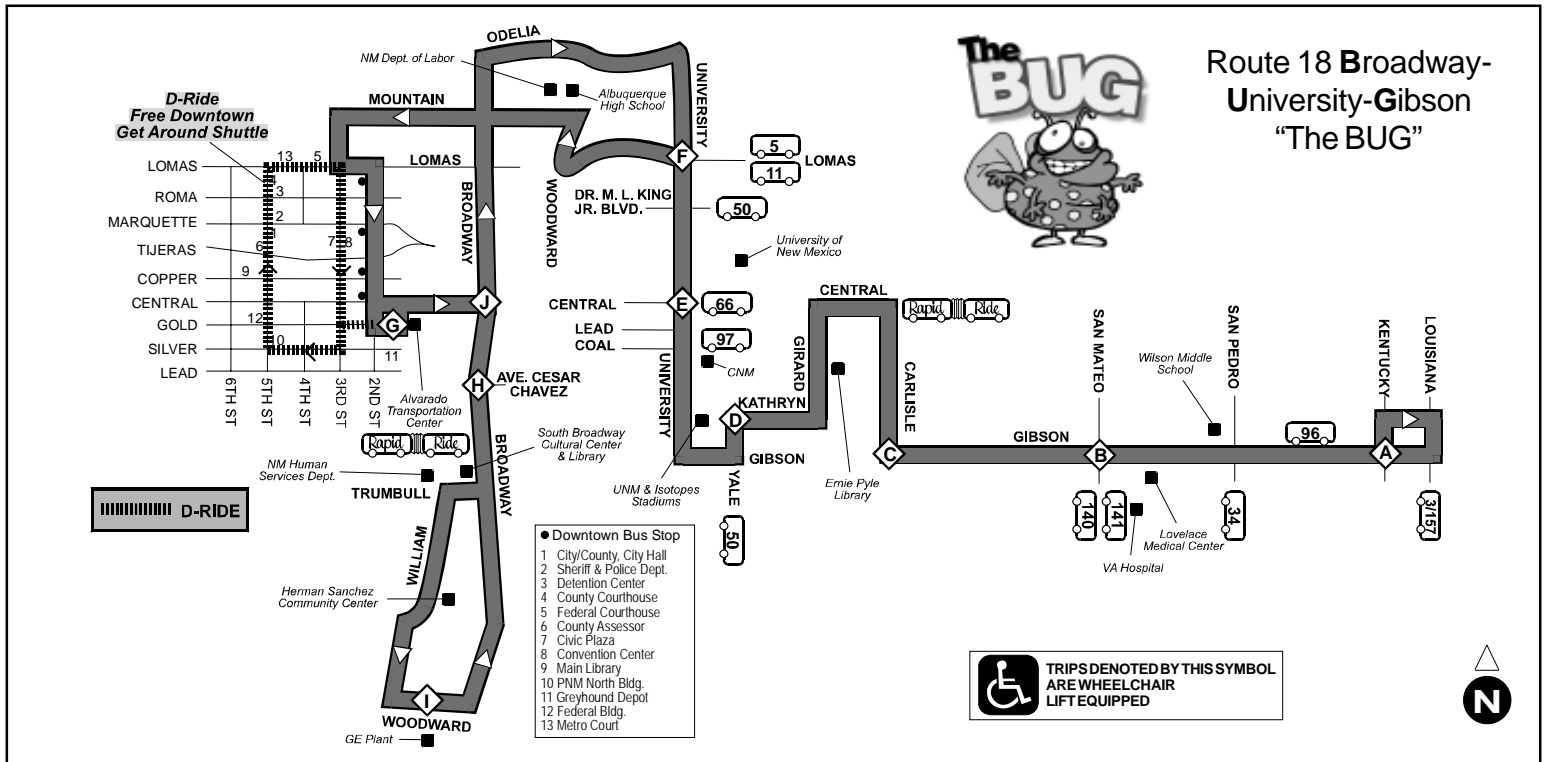 The
BUG
Route 18 Broadway-
University-Gibson
“The BUG”
ODELIA
NM Dept. of Labor
Albuquerque
High School
UNIVERSITY
MOUNTAIN
D-Ride
Free Downtown
Get Around Shuttle
13
5
LOMAS
4
LOMAS
F
5
LOMAS
11
3
ROMA
BROADWAY
WOODWARD
DR. M. L. KING
JR. BLVD.
50
2
MARQUETTE
1
7
8
6
TIJERAS
University of
New Mexico
9
COPPER
CENTRAL
J
CENTRAL
E
66
CENTRAL
Rapid Ride
12
GOLD
G
LEAD
COAL
97
10
SILVER
11
LEAD
CNM
6TH ST
5TH ST
4TH ST
3RD ST
2ND ST
Alvarado
Transportation
Center
H
AVE. CESAR
CHAVEZ
UNIVERSITY
D
KATHRYN
GIRARD
CARLISLE
SAN MATEO
SAN PEDRO
KENTUCKY
LOUISIANA
Wilson Middle
School
Rapid Ride
South Broadway
Cultural Center
& Library
BROADWAY
NM Human
Services Dept.
TRUMBULL
GIBSON
YALE
50
UNM & Isotopes
Stadiums
Ernie Pyle
Library
C
GIBSON
B
96
A
140
141
34
3/157
Lovelace
Medical Center
VA Hospital
D-RIDE
WILLIAM
Herman Sanchez
Community Center
I
WOODWARD
GE Plant
Downtown Bus Stop
1 City/County, City Hall
2 Sheriff & Police Dept.
3 Detention Center
4 County Courthouse
5 Federal Courthouse
6 County Assessor
7 Civic Plaza
8 Convention Center
9 Main Library
10 PNM North Bldg.
11 Greyhound Depot
12 Federal Bldg.
13 Metro Court
TRIPS DENOTED BY THIS SYMBOL
ARE WHEELCHAIR
LIFT EQUIPPED
N